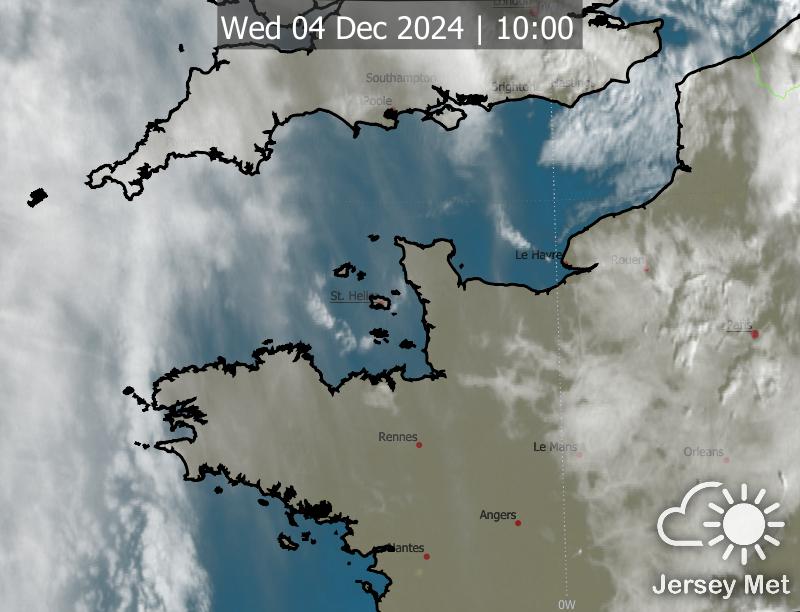 London
Wed 04 Dec 2024 | 10:00
Southampton
Brighton
Hastings
Poole
Le Havre
Rouen
St. Helier
Paris
Rennes
Le Mans
Orleans
Angers
Nantes
0W
Jersey Met